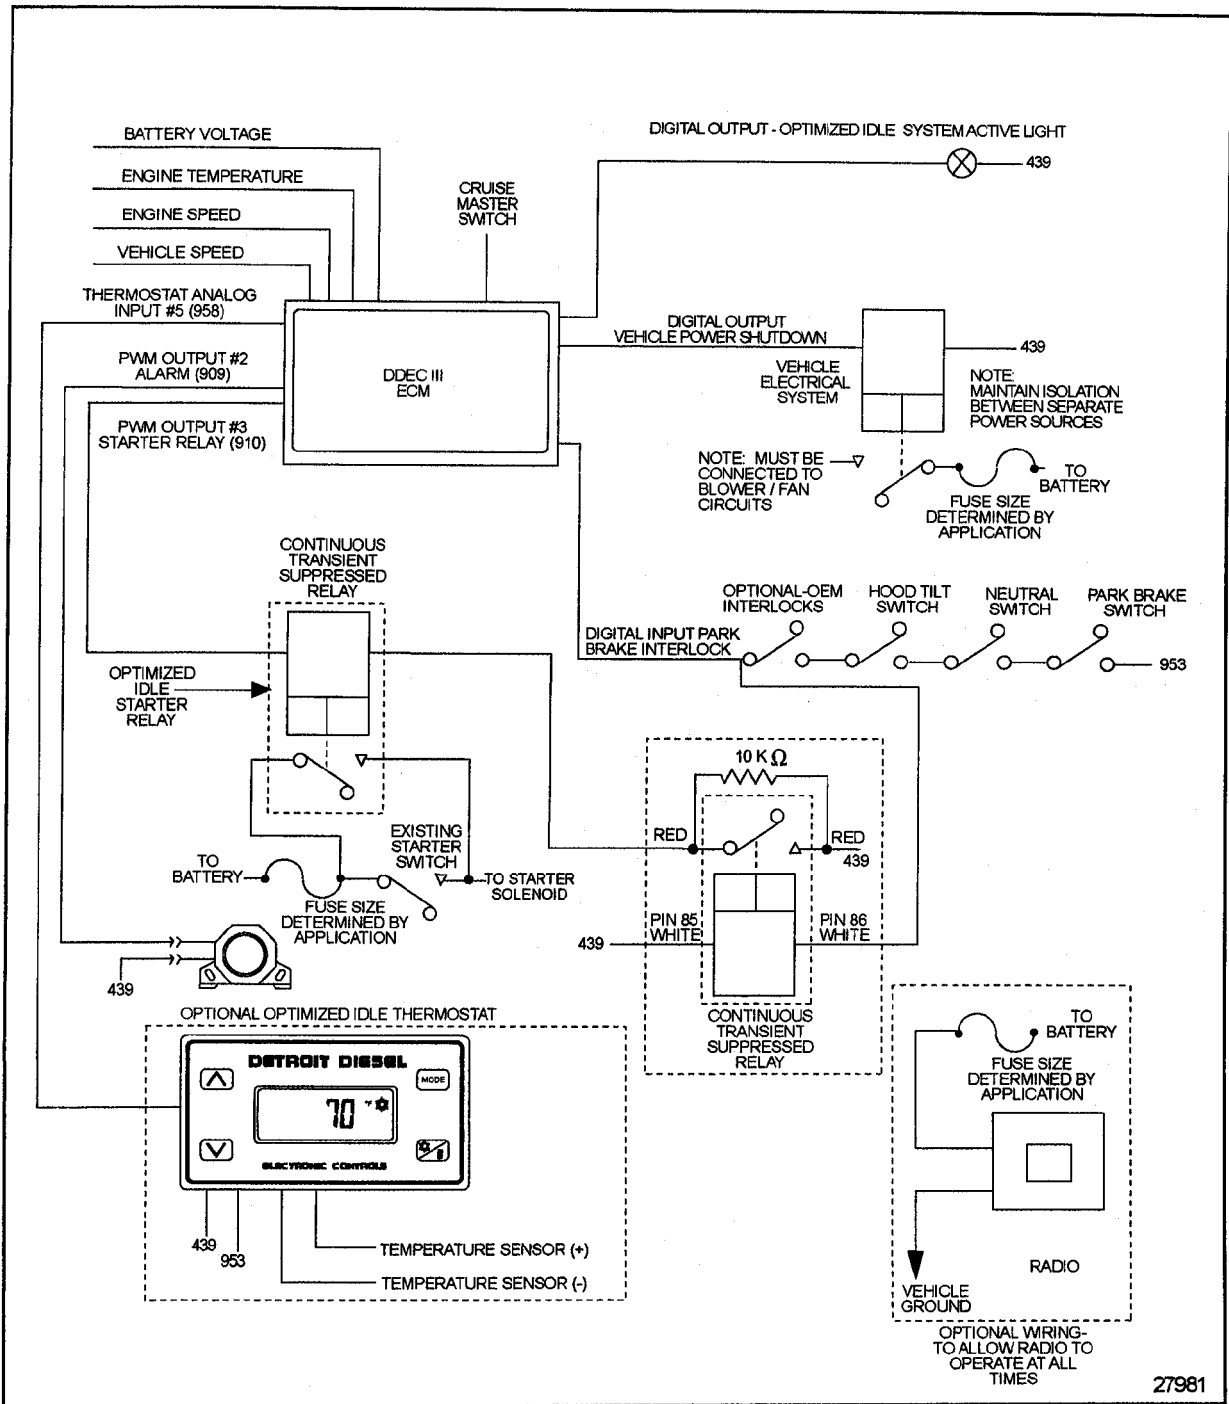 BATTERY VOLTAGE
ENGINE TEMPERATURE
ENGINE SPEED
VEHICLE SPEED
THERMOSTAT ANALOG
INPUT #5 (958)
PWM OUTPUT #2
ALARM (909)
PWM OUTPUT #3
STARTER RELAY (910)
CRUISE
MASTER
SWITCH
DDEC III
ECM
DIGITAL OUTPUT - OPTIMIZED IDLE SYSTEM ACTIVE LIGHT
439
DIGITAL OUTPUT
VEHICLE POWER SHUTDOWN
439
VEHICLE
ELECTRICAL
SYSTEM
NOTE:
MAINTAIN ISOLATION
BETWEEN SEPARATE
POWER SOURCES
NOTE: MUST BE
CONNECTED TO
BLOWER / FAN
CIRCUITS
TO
BATTERY
FUSE SIZE
DETERMINED BY
APPLICATION
CONTINUOUS
TRANSIENT
SUPPRESSED
RELAY
OPTIMIZED
IDLE
STARTER
RELAY
OPTIONAL-OEM
INTERLOCKS
HOOD TILT
SWITCH
NEUTRAL
SWITCH
PARK BRAKE
SWITCH
DIGITAL INPUT PARK
BRAKE INTERLOCK
953
10 K Ω
RED
RED
439
EXISTING
STARTER
SWITCH
TO
BATTERY
TO STARTER
SOLENOID
FUSE SIZE
DETERMINED BY
APPLICATION
439
439
PIN 85
WHITE
PIN 86
WHITE
CONTINUOUS
TRANSIENT
SUPPRESSED
RELAY
OPTIONAL OPTIMIZED IDLE THERMOSTAT
DETROIT DIESEL
MODE
70 °F
ELECTRONIC CONTROLS
439
953
TEMPERATURE SENSOR (+)
TEMPERATURE SENSOR (-)
TO
BATTERY
FUSE SIZE
DETERMINED BY
APPLICATION
RADIO
VEHICLE
GROUND
OPTIONAL WIRING-
TO ALLOW RADIO TO
OPERATE AT ALL
TIMES
27981